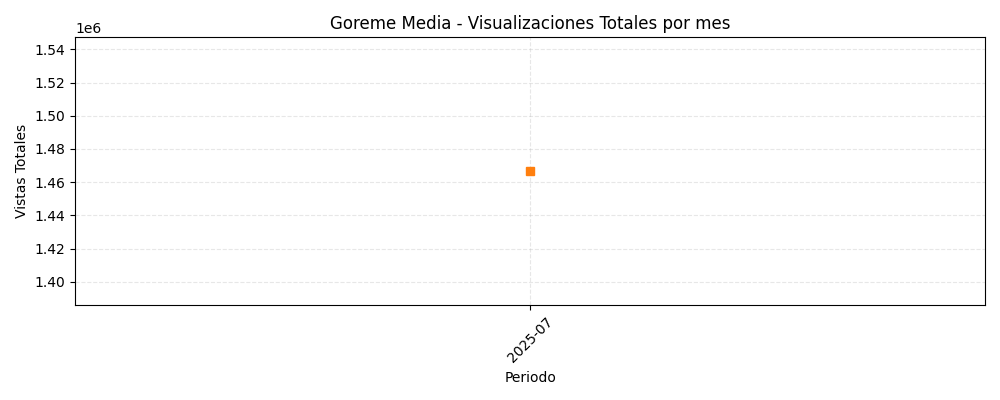 Goreme Media - Visualizaciones Totales por mes
1e6
1.54
1.52
1.50
1.48
1.46
1.44
1.42
1.40
Vistas Totales
2025-07
Periodo